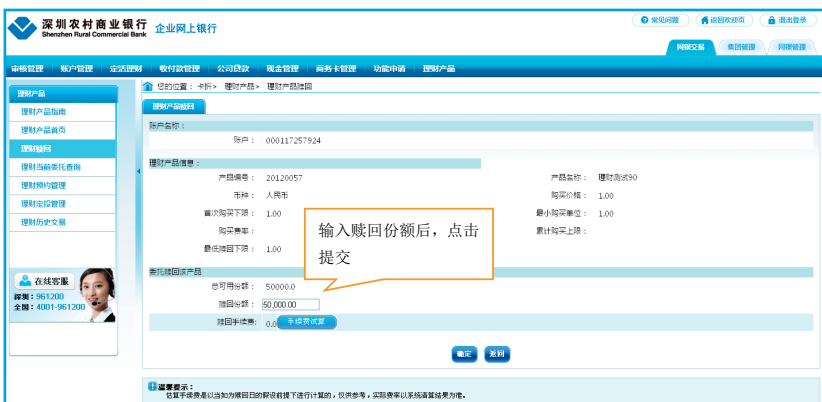 深圳农村商业银行 企业网上银行
Shenzhen Rural Commercial Bank
常见问题 返回欢迎页 退出登录
网银交易 集团管理 网银管理
审核管理 账户管理 定活理财 收付款管理 公司贷款 现金管理 商务卡管理 功能申请 理财产品
您的位置：卡折> 理财产品> 理财产品赎回
理财产品
理财产品指南
理财产品首页
理财赎回
理财当前委托查询
理财预约管理
理财定投管理
理财历史交易
在线客服
深圳：961200
全国：4001-961200
理财产品赎回
账户名称：
账户： 000117257924
理财产品信息：
产品编号： 20120057 产品名称： 理财测试90
币种： 人民币 购买价格： 1.00
首次购买下限： 1.00 最小购买单位： 1.00
购买费率： 累计购买上限：
最低赎回下限： 1.00
输入赎回份额后，点击
提交
委托赎回该产品
总可用份额： 50000.0
赎回份额： 50,000.00
赎回手续费: 0.0 手续费试算
确定 返回
温馨提示：
估算手续费是以当如为赎回日的假设前提下进行计算的，仅供参考，实际费率以系统清算结果为准。